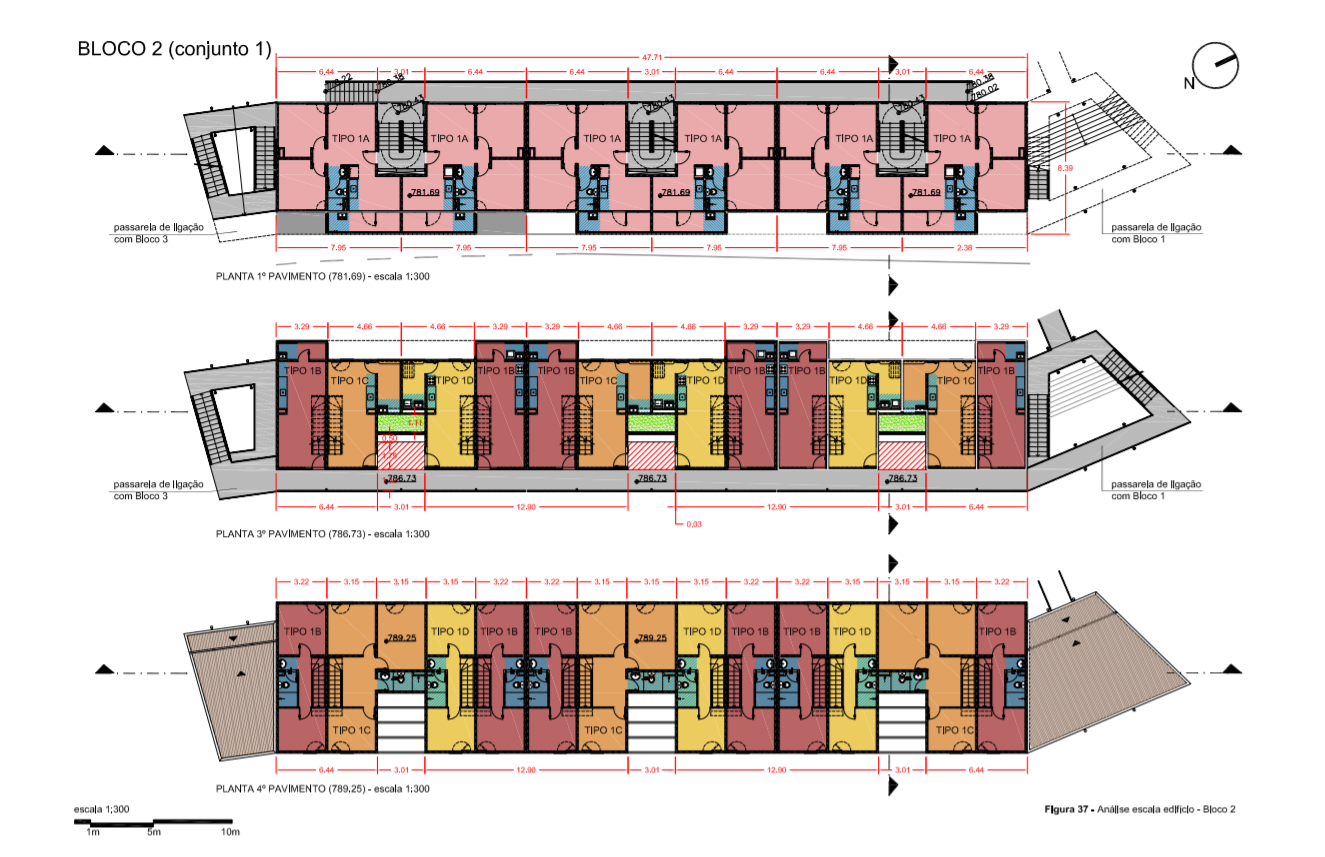 BLOCO 2 (conjunto 1)
47.71
6.44 3.01 6.44 6.44 3.01 6.44 6.44 3.01 6.44
780.38 780.38
780.02
780.43 780.43 780.43
N
TIPO 1A TIPO 1A TIPO 1A TIPO 1A TIPO 1A TIPO 1A
8.39
781.69 781.69 781.69
passarela de ligação
com Bloco 3
passarela de ligação
com Bloco 1
7.95 7.95 7.95 7.95 7.95 2.38
PLANTA 1º PAVIMENTO (781.69) - escala 1:300
3.29 4.66 4.66 3.29 3.29 4.66 4.66 3.29 3.29 4.66 4.66 3.29
TIPO 1B TIPO 1C TIPO 1D TIPO 1B TIPO 1B TIPO 1C TIPO 1D TIPO 1B TIPO 1B TIPO 1D TIPO 1C TIPO 1B
1.11
0.50
786.73 786.73 786.73
passarela de ligação
com Bloco 3
passarela de ligação
com Bloco 1
6.44 3.01 12.90 12.90 3.01 6.44
0.03
PLANTA 3º PAVIMENTO (786.73) - escala 1:300
3.22 3.15 3.15 3.15 3.22 3.22 3.15 3.15 3.15 3.22 3.22 3.15 3.15 3.15 3.22
TIPO 1B 789.25 TIPO 1D TIPO 1B TIPO 1B 789.25 TIPO 1D TIPO 1B TIPO 1B TIPO 1D TIPO 1B
TIPO 1C TIPO 1C TIPO 1C
6.44 3.01 12.90 3.01 12.90 3.01 6.44
PLANTA 4º PAVIMENTO (789.25) - escala 1:300
escala 1:300
1m 5m 10m
Figura 37 - Análise escala edifício - Bloco 2